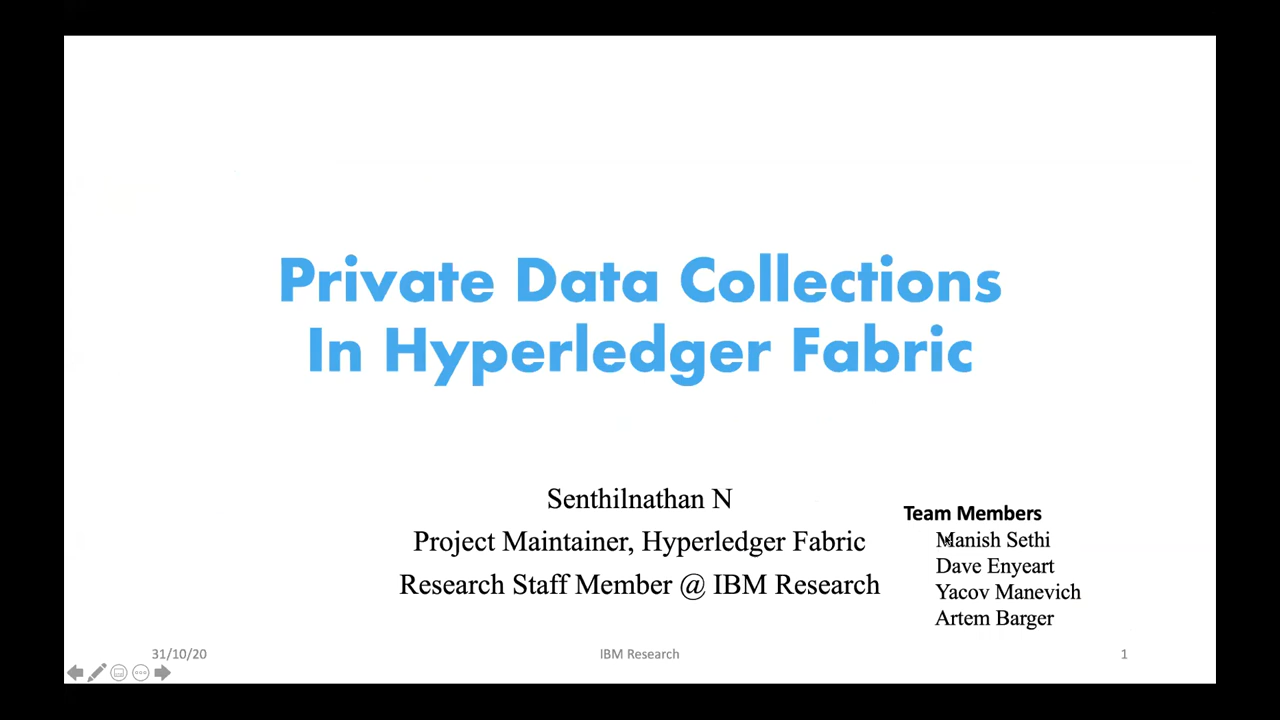 Private Data Collections
In Hyperledger Fabric
Senthilnathan N
Project Maintainer, Hyperledger Fabric
Research Staff Member @ IBM Research
Team Members
Manish Sethi
Dave Enyeart
Yacov Manevich
Artem Barger
31/10/20
IBM Research
1